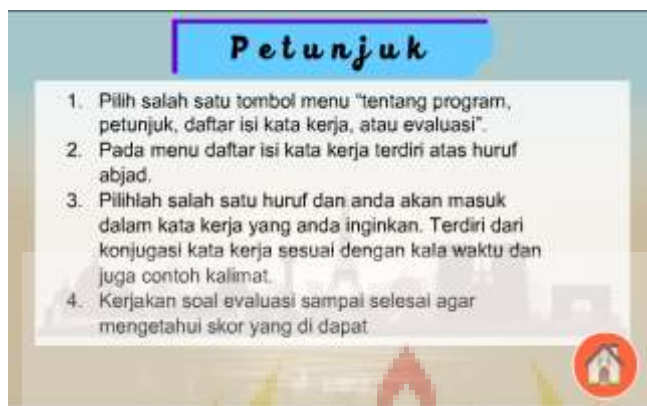 Petunjuk
1. Pilih salah satu tombol menu "tentang program,
petunjuk, daftar isi kata kerja, atau evaluasi".
2. Pada menu daftar isi kata kerja terdiri atas huruf
abjad.
3. Pilihlah salah satu huruf dan anda akan masuk
dalam kata kerja yang anda inginkan. Terdiri dari
konjugasi kata kerja sesuai dengan kala waktu dan
juga contoh kalimat.
4. Kerjakan soal evaluasi sampai selesai agar
mengetahui skor yang di dapat